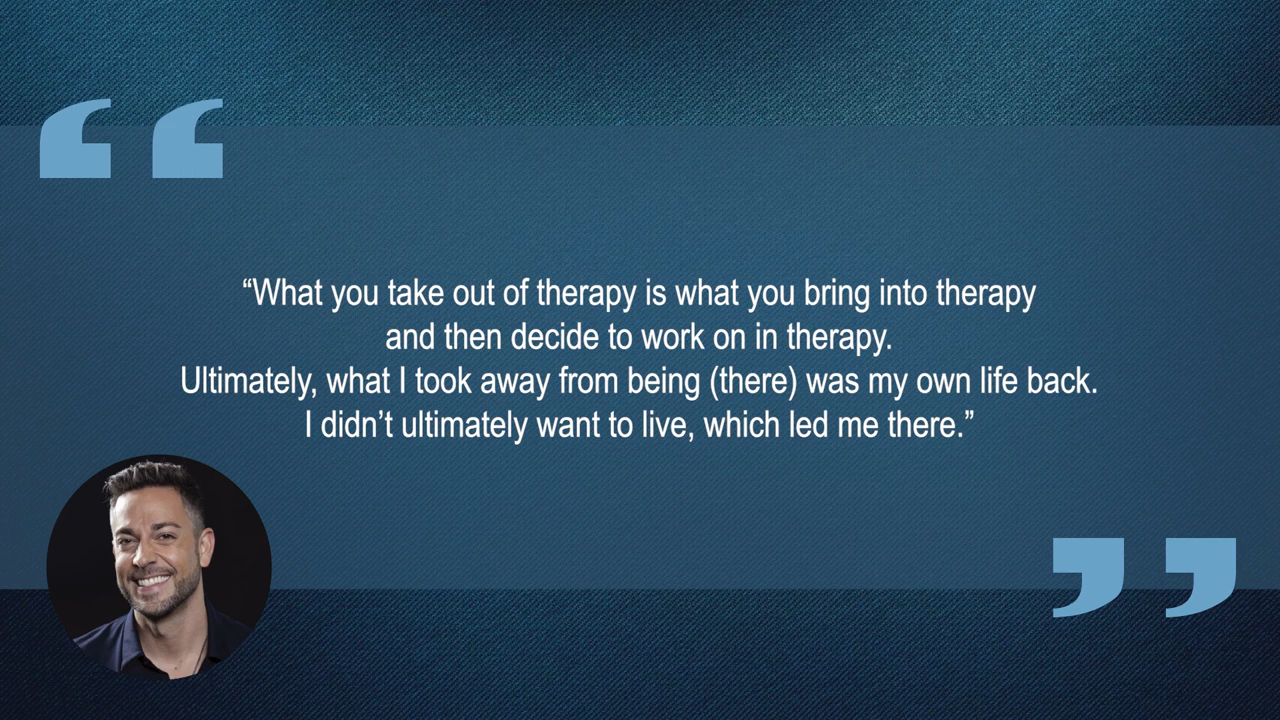 “What you take out of therapy is what you bring into therapy
and then decide to work on in therapy.
Ultimately, what I took away from being (there) was my own life back.
I didn’t ultimately want to live, which led me there.”